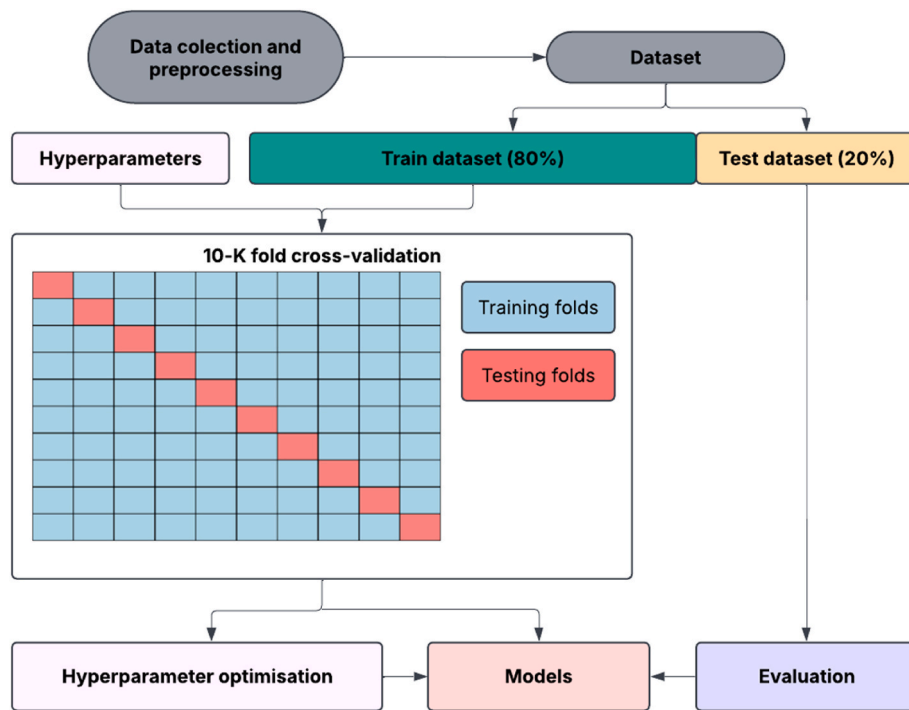 Data colection and
preprocessing
Dataset
Hyperparameters
Train dataset (80%)
Test dataset (20%)
10-K fold cross-validation
Training folds
Testing folds
Hyperparameter optimisation
Models
Evaluation